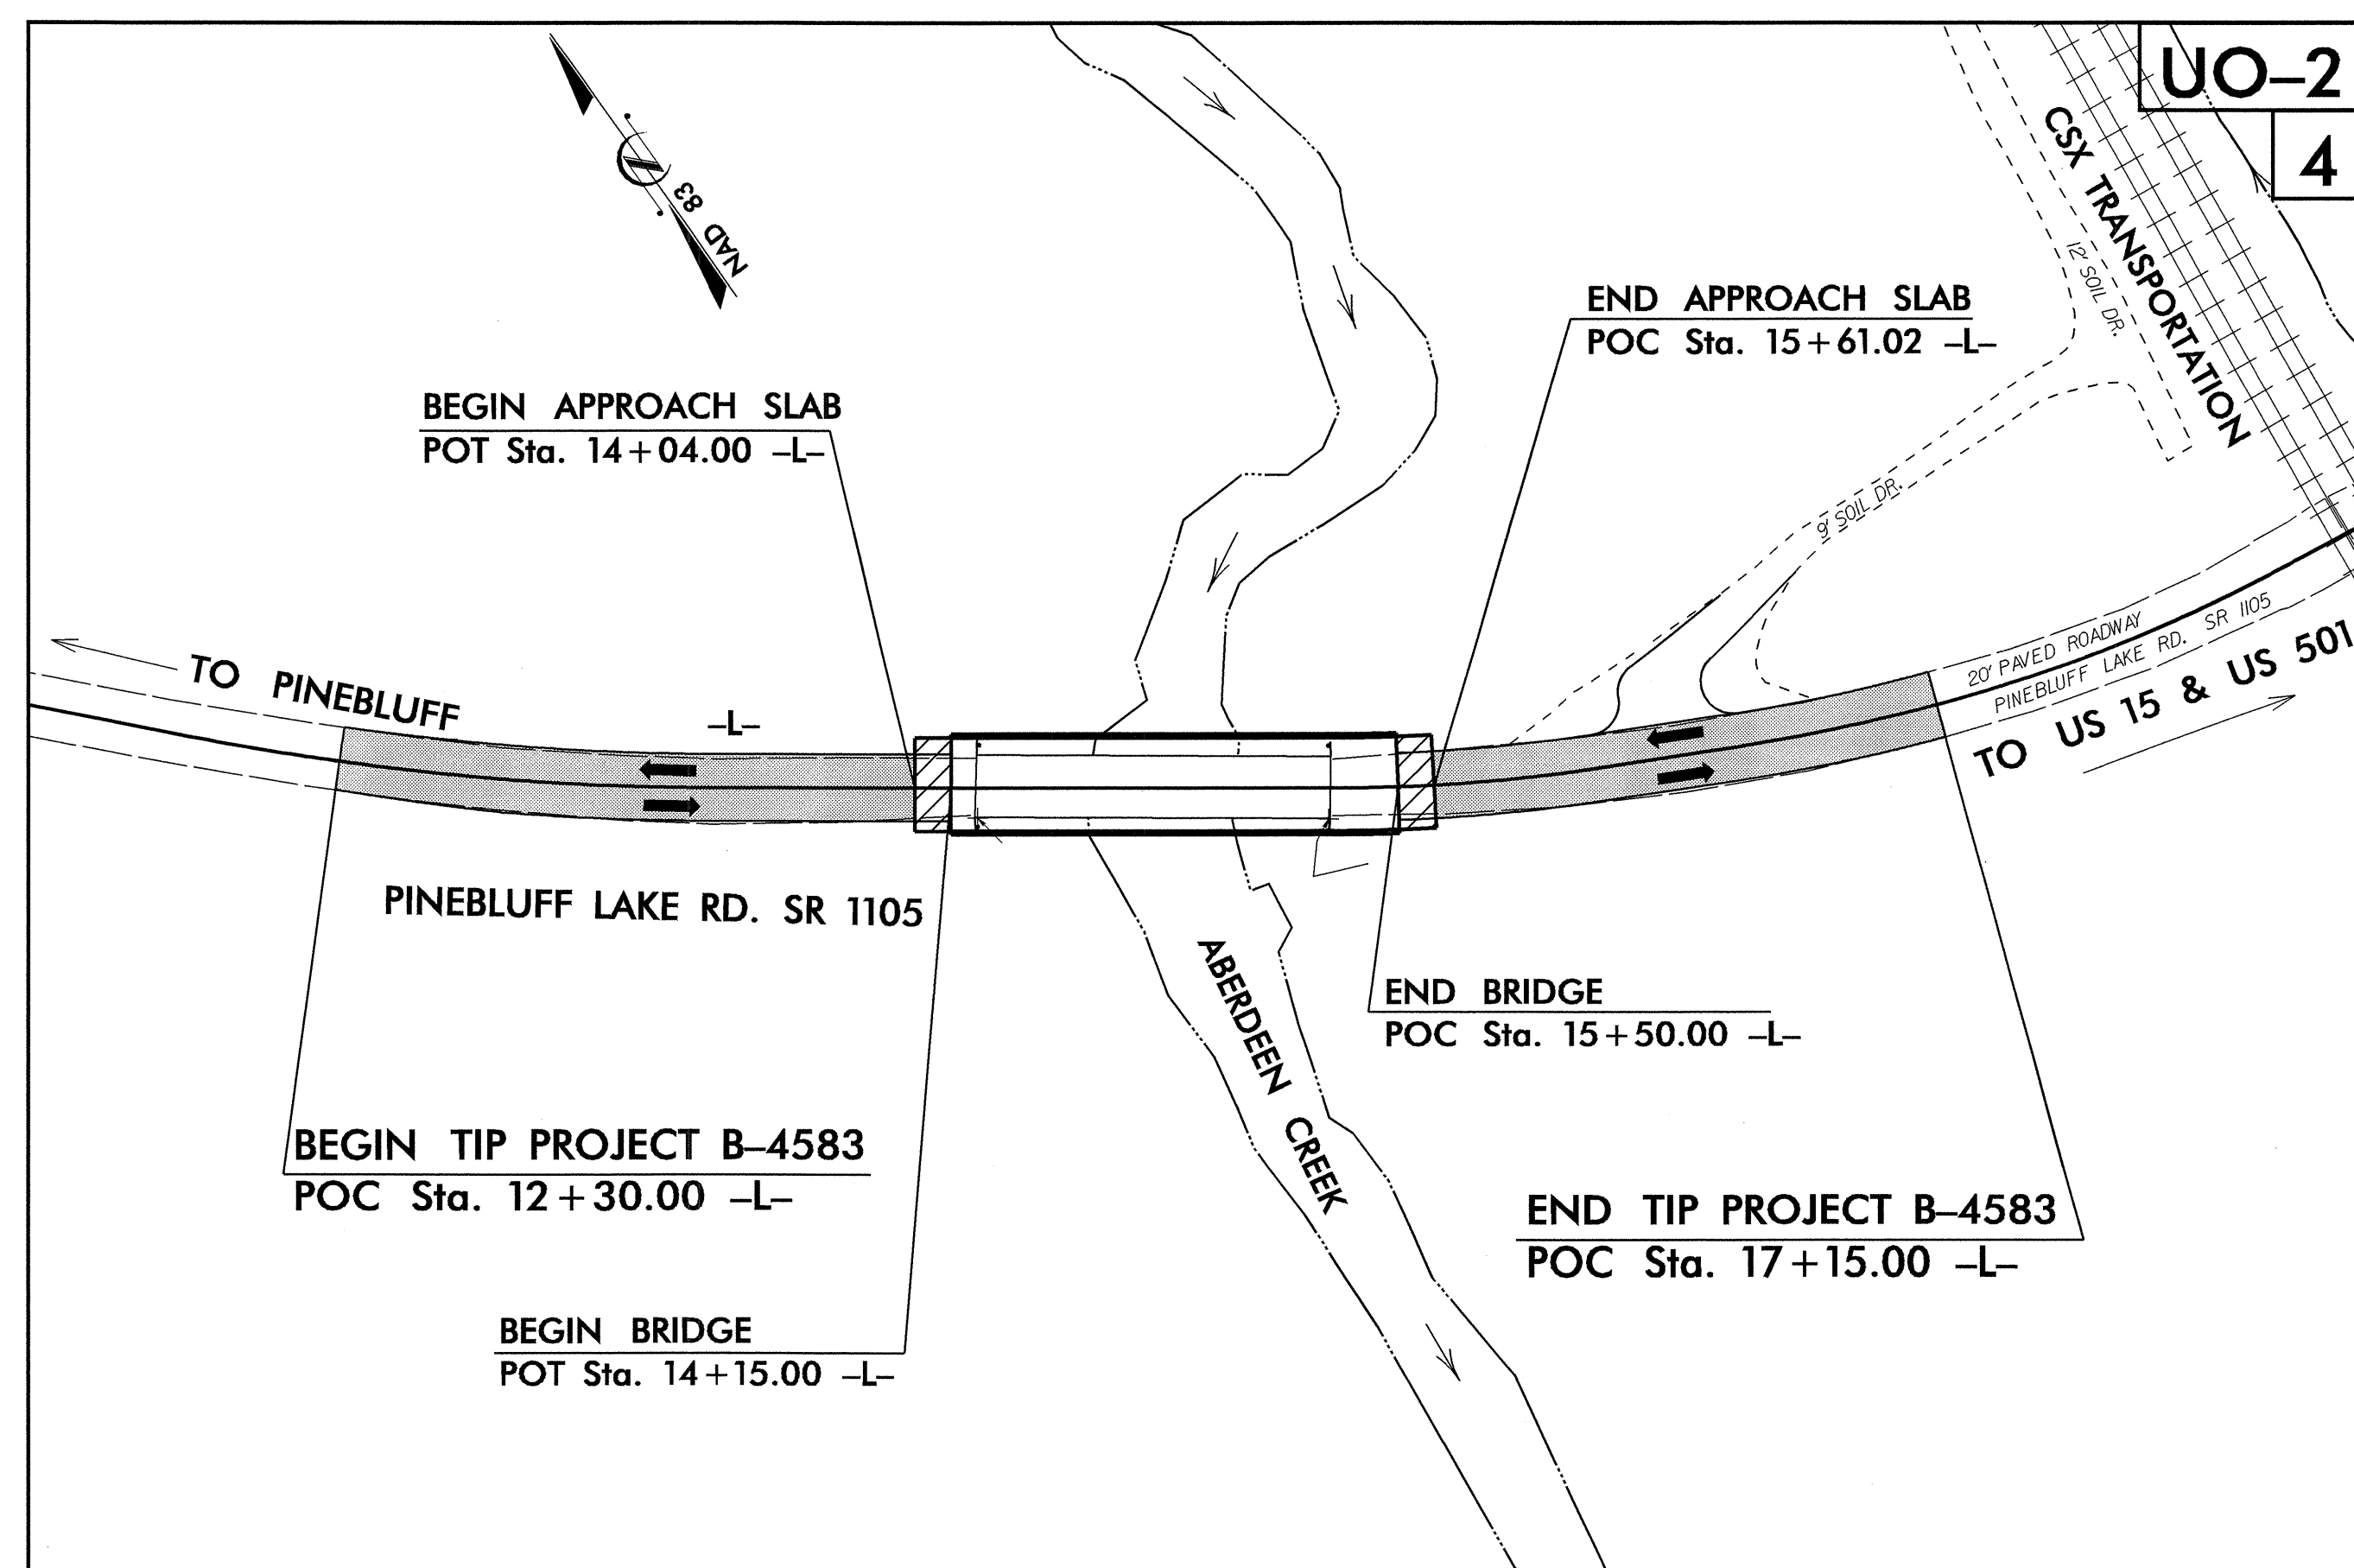 UO–2
4
CSX TRANSPORTATION
12' SOIL DR.
NAD 83
END APPROACH SLAB
POC Sta. 15+61.02 –L–
BEGIN APPROACH SLAB
POT Sta. 14+04.00 –L–
9' SOIL DR.
20' PAVED ROADWAY
PINEBLUFF LAKE RD. SR 1105
TO US 15 & US 501
TO PINEBLUFF
–L–
PINEBLUFF LAKE RD. SR 1105
ABERDEEN CREEK
END BRIDGE
POC Sta. 15+50.00 –L–
BEGIN TIP PROJECT B–4583
POC Sta. 12+30.00 –L–
END TIP PROJECT B–4583
POC Sta. 17+15.00 –L–
BEGIN BRIDGE
POT Sta. 14+15.00 –L–